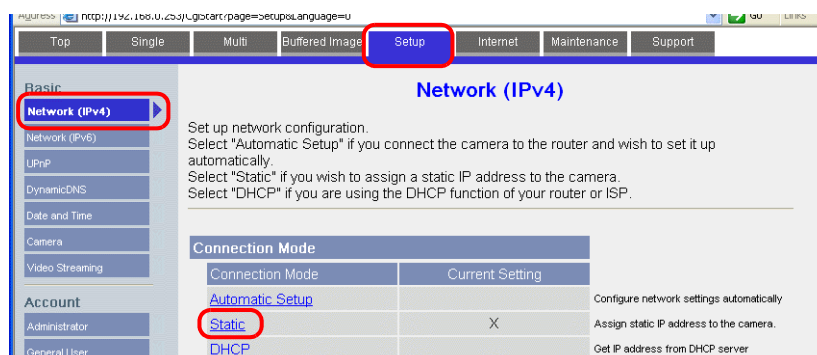 Address http://192.168.0.253/CgiStart?page=Setup&Language=0 Go Links
Top Single Multi Buffered Image Setup Internet Maintenance Support
Basic
Network (IPv4)
Network (IPv6)
UPnP
DynamicDNS
Date and Time
Camera
Video Streaming
Account
Administrator
General User
Network (IPv4)
Set up network configuration.
Select "Automatic Setup" if you connect the camera to the router and wish to set it up
automatically.
Select "Static" if you wish to assign a static IP address to the camera.
Select "DHCP" if you are using the DHCP function of your router or ISP.
Connection Mode
Connection Mode Current Setting
Automatic Setup Configure network settings automatically
Static X Assign static IP address to the camera.
DHCP Get IP address from DHCP server